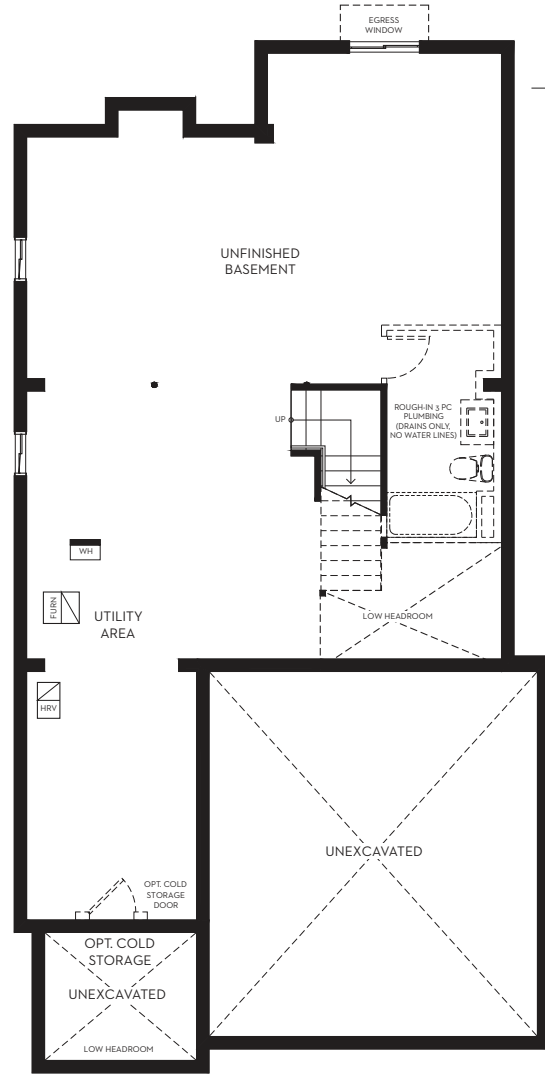 EGRESS
WINDOW
UNFINISHED
BASEMENT
UP
ROUGH-IN 3 PC
PLUMBING
(DRAINS ONLY,
NO WATER LINES)
WH
FURN
UTILITY
AREA
LOW HEADROOM
HRV
UNEXCAVATED
OPT. COLD
STORAGE
DOOR
OPT. COLD
STORAGE
UNEXCAVATED
LOW HEADROOM